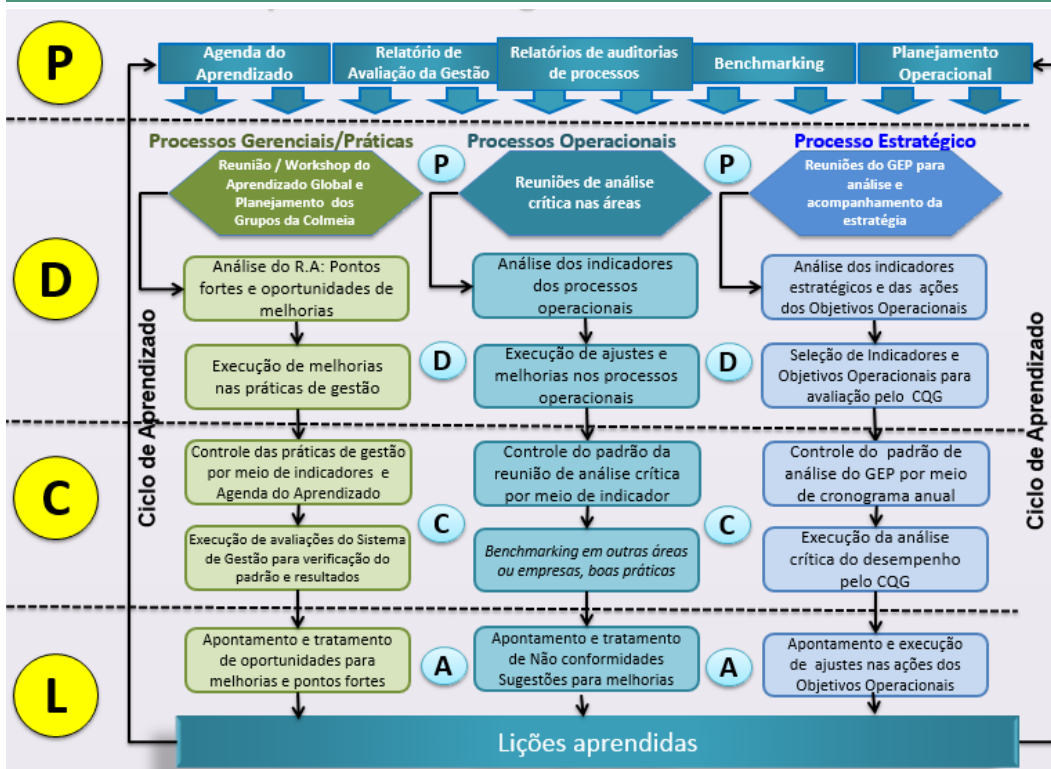 P
Agenda do
Aprendizado
Relatório de
Avaliação da Gestão
Relatórios de auditorias
de processos
Benchmarking
Planejamento
Operacional
Processos Gerenciais/Práticas
Processos Operacionais
Processo Estratégico
Reunião / Workshop do
Aprendizado Global e
Planejamento dos
Grupos da Colmeia
P
Reuniões de análise
crítica nas áreas
P
Reuniões do GEP para
análise e
acompanhamento da
estratégia
D
Análise do R.A: Pontos
fortes e oportunidades de
melhorias
Análise dos indicadores
dos processos
operacionais
Análise dos indicadores
estratégicos e das ações
dos Objetivos Operacionais
Execução de melhorias
nas práticas de gestão
D
Execução de ajustes e
melhorias nos processos
operacionais
D
Seleção de Indicadores e
Objetivos Operacionais para
avaliação pelo CQG
Ciclo de Aprendizado
Ciclo de Aprendizado
C
Controle das práticas de gestão
por meio de indicadores e
Agenda do Aprendizado
Controle do padrão da
reunião de análise crítica
por meio de indicador
Controle do padrão de
análise do GEP por meio
de cronograma anual
Execução de avaliações do Sistema
de Gestão para verificação do
padrão e resultados
C
Benchmarking em outras áreas
ou empresas, boas práticas
C
Execução da análise
crítica do desempenho
pelo CQG
L
Apontamento e tratamento
de oportunidades para
melhorias e pontos fortes
A
Apontamento e tratamento
de Não conformidades
Sugestões para melhorias
A
Apontamento e execução
de ajustes nas ações dos
Objetivos Operacionais
Lições aprendidas